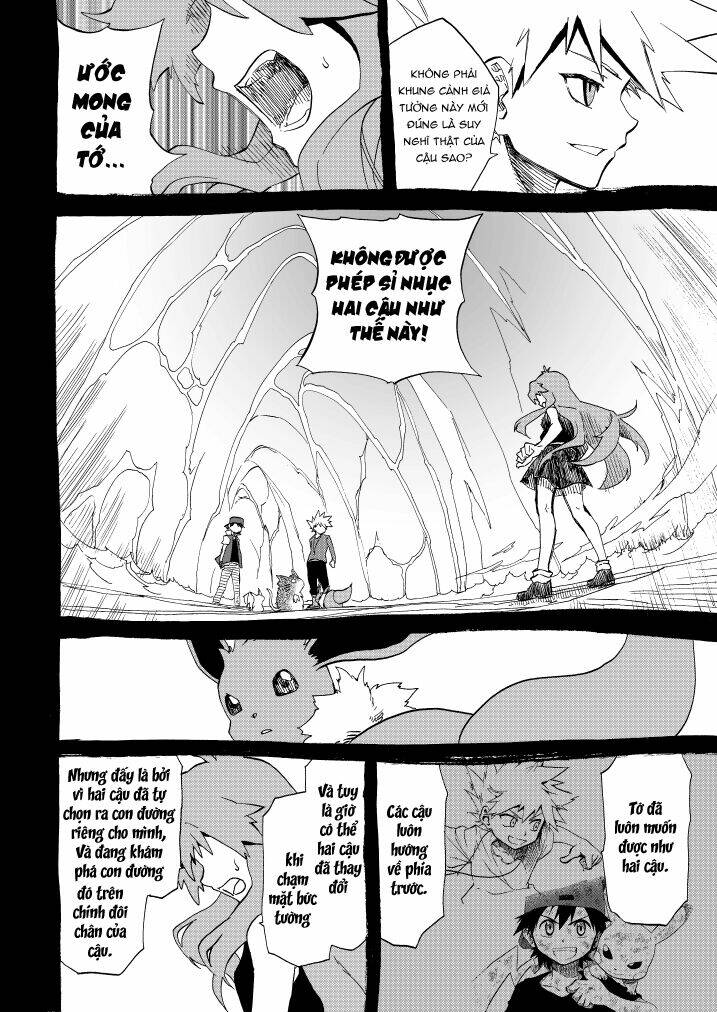 KHÔNG PHẢI
KHUNG CẢNH GIẢ
TƯỞNG NÀY MỚI
ĐÚNG LÀ SUY
NGHĨ THẬT CỦA
CẬU SAO?
ƯỚC
MONG
CỦA
TỚ...
KHÔNG ĐƯỢC
PHÉP SỈ NHỤC
HAI CẬU NHƯ
THẾ NÀY!
Tớ đã
luôn muốn
được như
hai cậu.
Các cậu
luôn
hướng
về phía
trước.
Và tuy
là giờ
có thể
hai cậu
đã thay
đổi
khi
chạm
mặt bức
tường
Nhưng đấy là bởi
vì hai cậu đã tự
chọn ra con đường
riêng cho mình,
Và đang khám
phá con đường
đó trên
chính đôi
chân của
cậu.